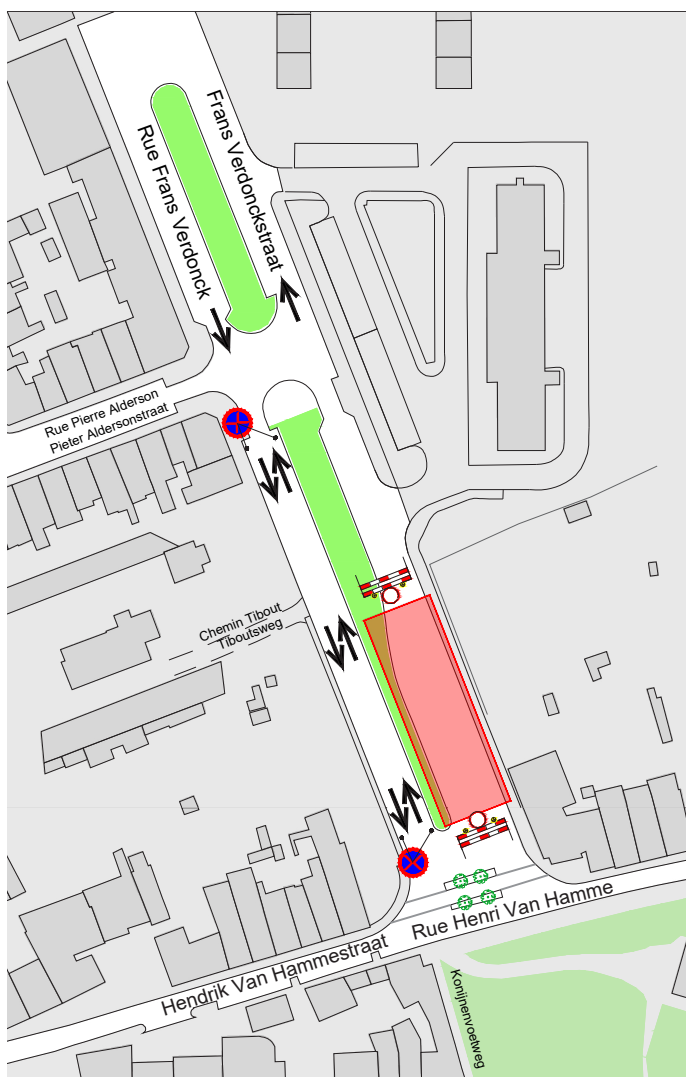 Frans Verdonckstraat
Rue Frans Verdonck
Rue Pierre Alderson
Pieter Aldersonstraat
Chemin Tibout
Tiboutsweg
Rue Henri Van Hamme
Hendrik Van Hammestraat
Konijnenvoetweg